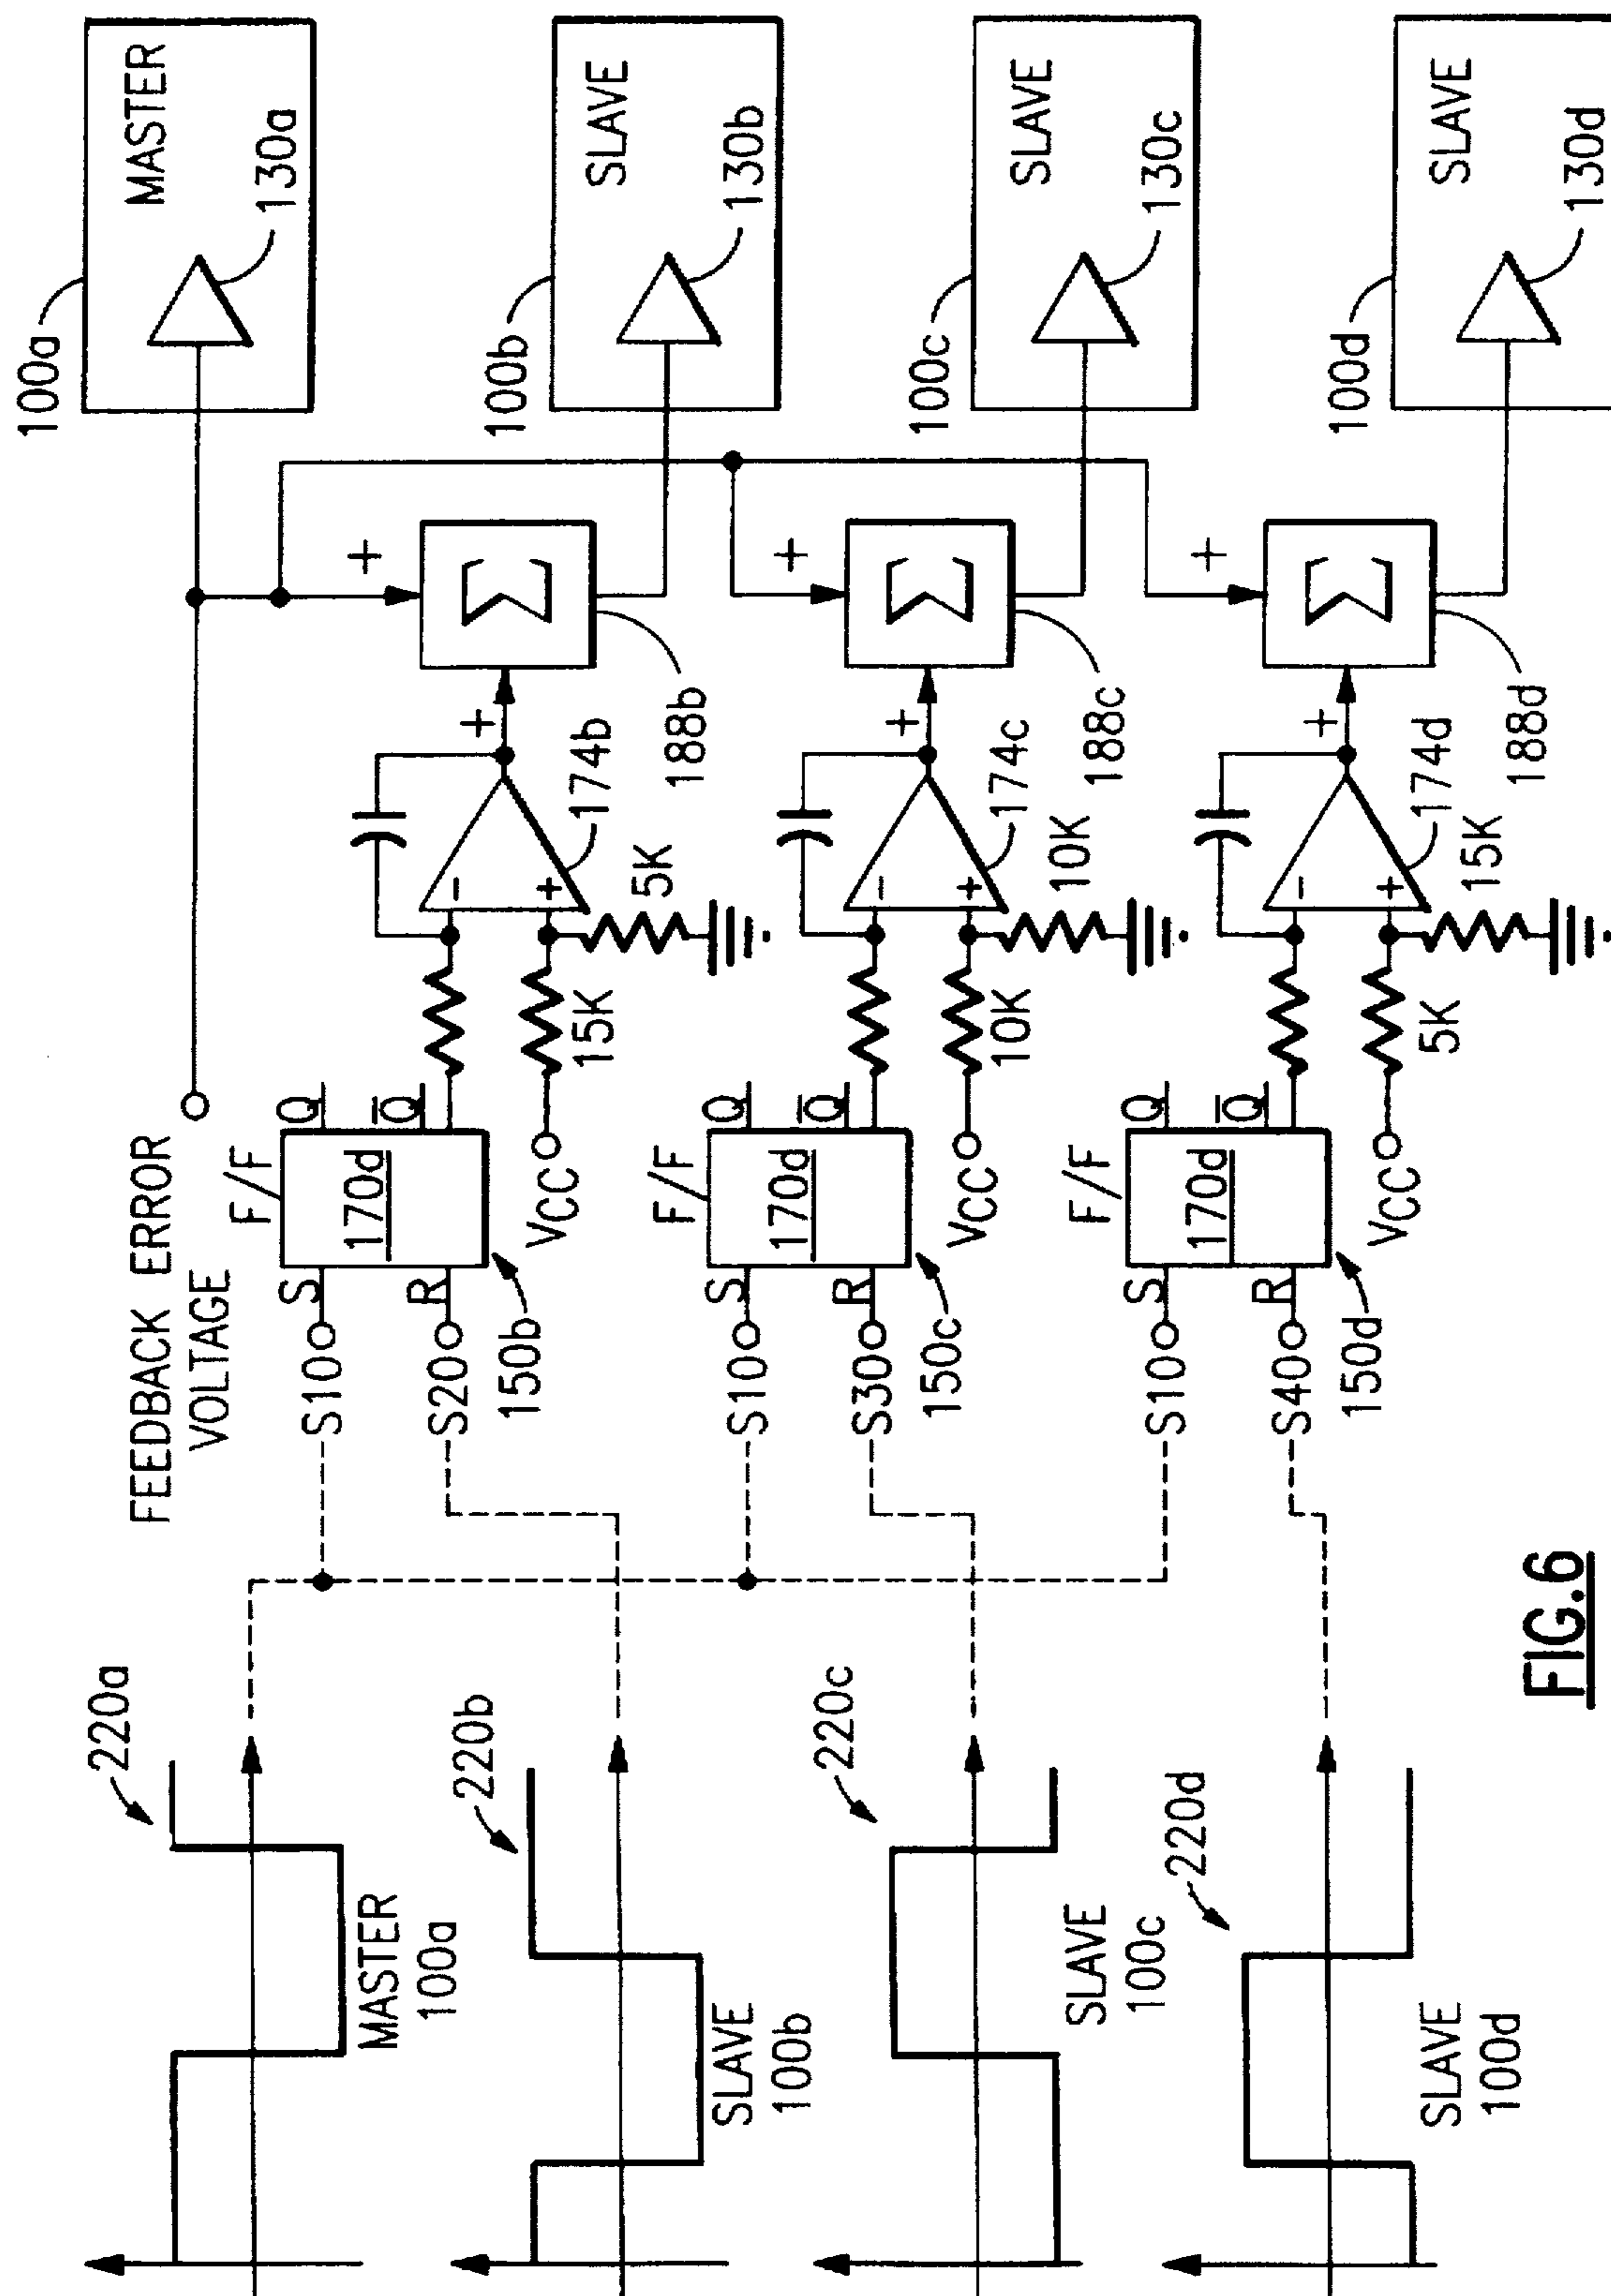 220a
MASTER
100a
220b
SLAVE
100b
220c
SLAVE
100c
220d
SLAVE
100d
FEEDBACK ERROR
VOLTAGE
S10
S20
S
R
F/F
170d
Q
Q̅
150b
VCC
15K
5K
-
+
174b
+
+
Σ
188b
S10
S30
S
R
F/F
170d
Q
Q̅
150c
VCC
10K
10K
-
+
174c
+
+
Σ
188c
S10
S40
S
R
F/F
170d
Q
Q̅
150d
VCC
5K
15K
-
+
174d
+
+
Σ
188d
100a
MASTER
130a
100b
SLAVE
130b
100c
SLAVE
130c
100d
SLAVE
130d
FIG.6